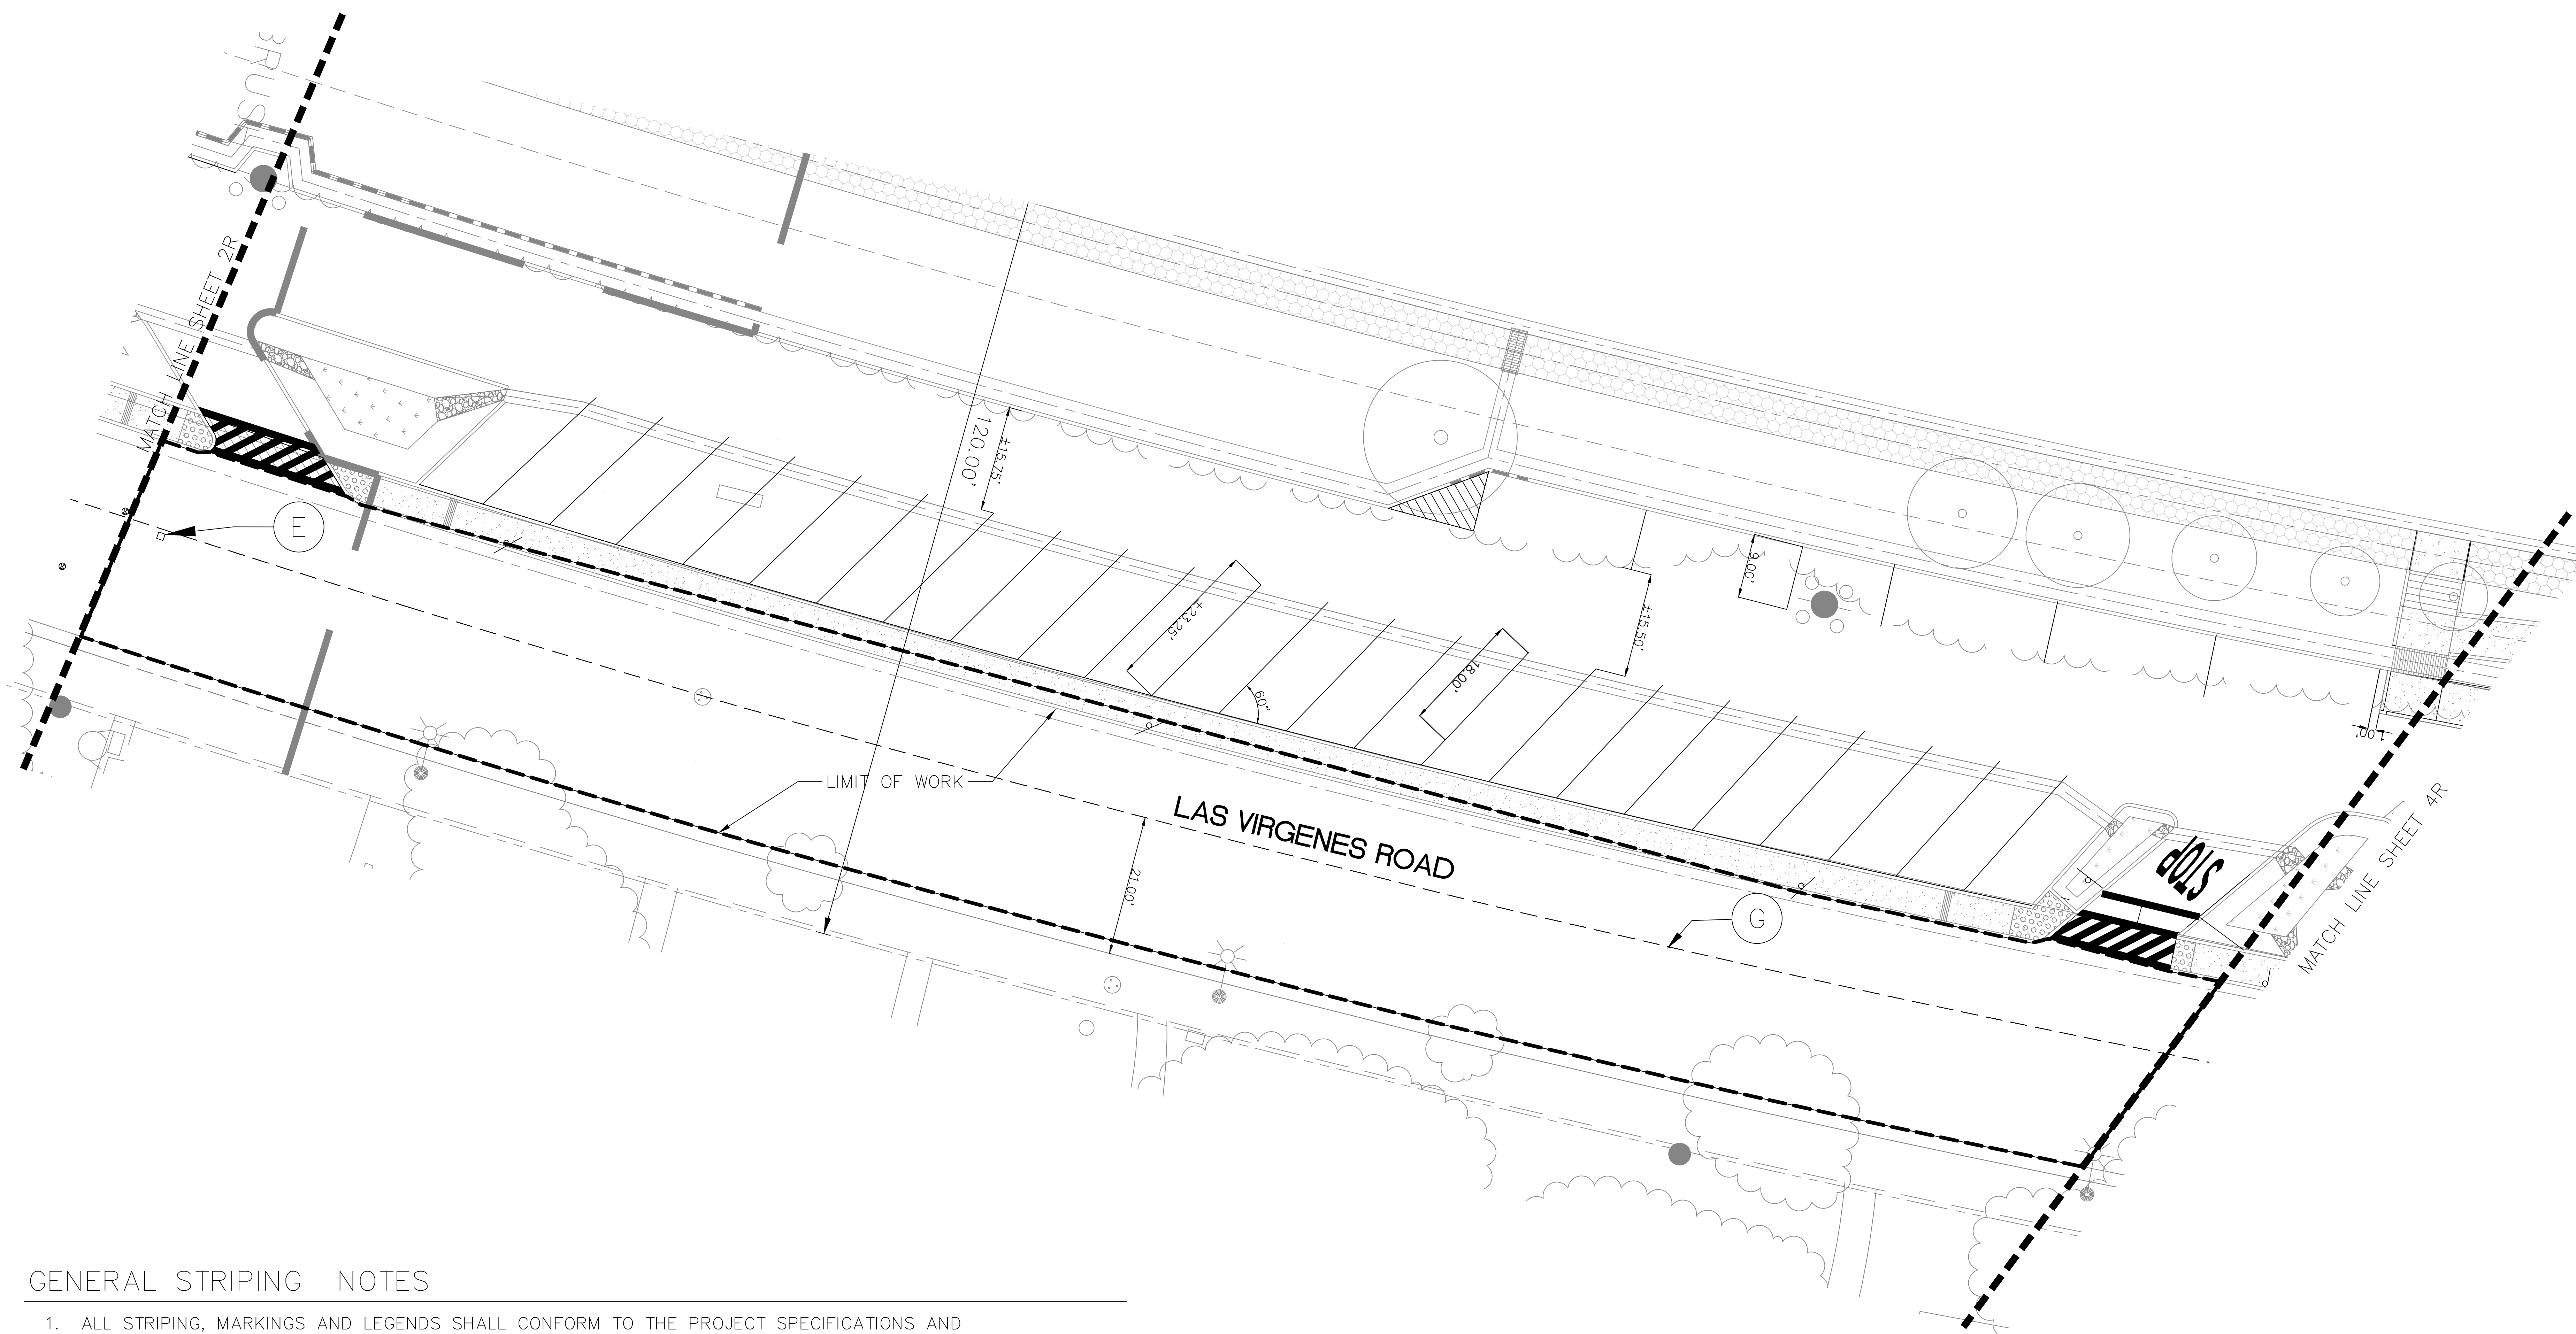 BRUSH
MATCH LINE SHEET 2R
E
120.00'
±15.75'
±23.25'
60°
18.00'
±15.50'
9.00'
1.00'
LIMIT OF WORK
LAS VIRGENES ROAD
21.00'
G
STOP
MATCH LINE SHEET 4R
GENERAL STRIPING NOTES
1. ALL STRIPING, MARKINGS AND LEGENDS SHALL CONFORM TO THE PROJECT SPECIFICATIONS AND